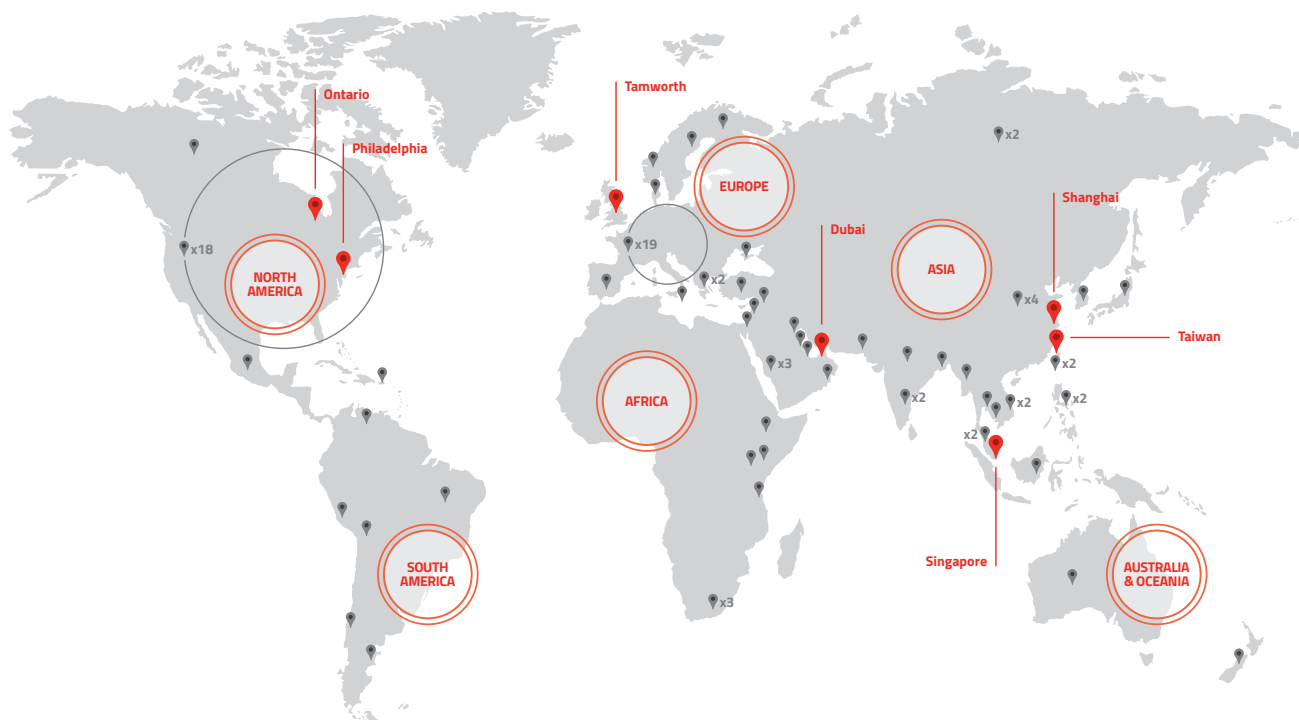 Ontario
Tamworth
Philadelphia
x2
EUROPE
Shanghai
x18
x19
Dubai
NORTH
AMERICA
x2
ASIA
x4
Taiwan
x3
x2
AFRICA
x2
x2
x2
x2
Singapore
SOUTH
AMERICA
AUSTRALIA
& OCEANIA
x3